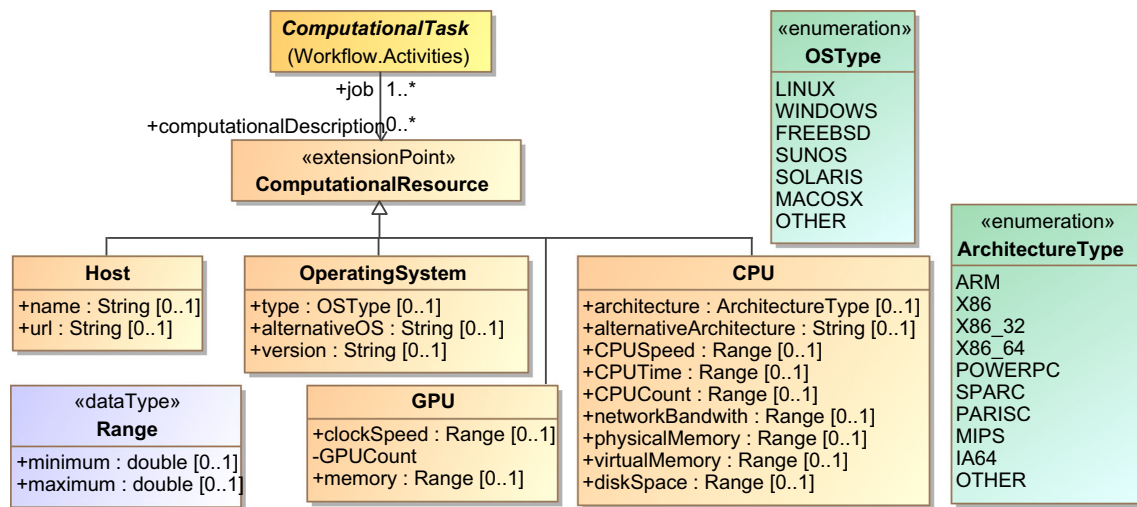 ComputationalTask
(Workflow.Activities)
+job 1..*
+computationalDescription 0..*
«extensionPoint»
ComputationalResource
«enumeration»
OSType
LINUX
WINDOWS
FREEBSD
SUNOS
SOLARIS
MACOSX
OTHER
«enumeration»
ArchitectureType
ARM
X86
X86_32
X86_64
POWERPC
SPARC
PARISC
MIPS
IA64
OTHER
Host
+name : String [0..1]
+url : String [0..1]
OperatingSystem
+type : OSType [0..1]
+alternativeOS : String [0..1]
+version : String [0..1]
CPU
+architecture : ArchitectureType [0..1]
+alternativeArchitecture : String [0..1]
+CPUSpeed : Range [0..1]
+CPUTime : Range [0..1]
+CPUCount : Range [0..1]
+networkBandwith : Range [0..1]
+physicalMemory : Range [0..1]
+virtualMemory : Range [0..1]
+diskSpace : Range [0..1]
«dataType»
Range
+minimum : double [0..1]
+maximum : double [0..1]
GPU
+clockSpeed : Range [0..1]
-GPUCount
+memory : Range [0..1]